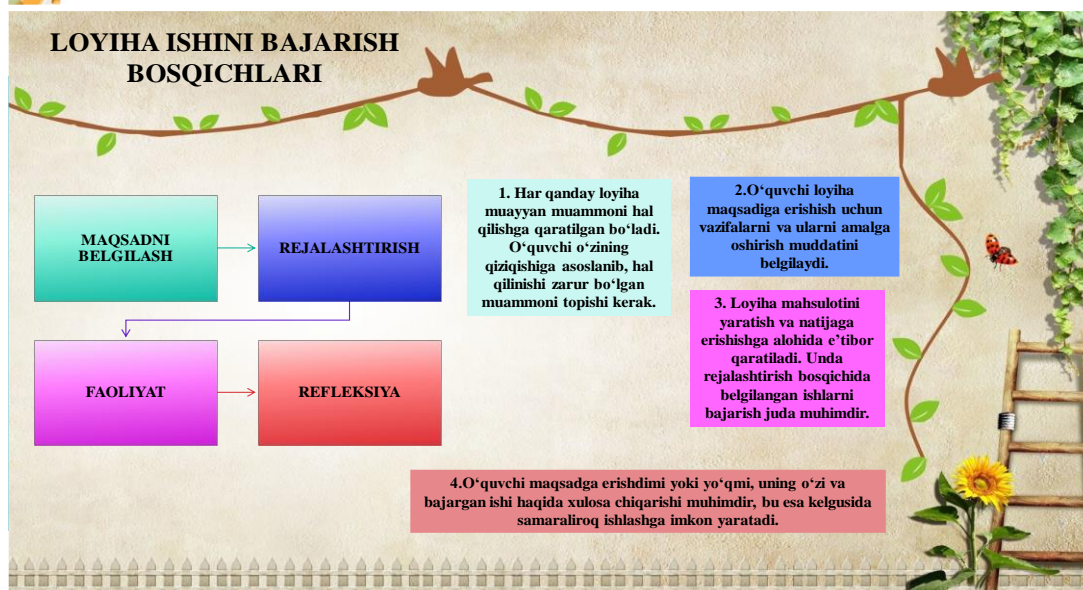 LOYIHA ISHINI BAJARISH
BOSQICHLARI
MAQSADNI
BELGILASH
REJALASHTIRISH
FAOLIYAT
REFLEKSIYA
1. Har qanday loyiha
muayyan muammoni hal
qilishga qaratilgan bo‘ladi.
O‘quvchi o‘zining
qiziqishiga asoslanib, hal
qilinishi zarur bo‘lgan
muammoni topishi kerak.
2.O‘quvchi loyiha
maqsadiga erishish uchun
vazifalarni va ularni amalga
oshirish muddatini
belgilaydi.
3. Loyiha mahsulotini
yaratish va natijaga
erishishga alohida e’tibor
qaratiladi. Unda
rejalashtirish bosqichida
belgilangan ishlarni
bajarish juda muhimdir.
4.O‘quvchi maqsadga erishdimi yoki yo‘qmi, uning o‘zi va
bajargan ishi haqida xulosa chiqarishi muhimdir, bu esa kelgusida
samaraliroq ishlashga imkon yaratadi.